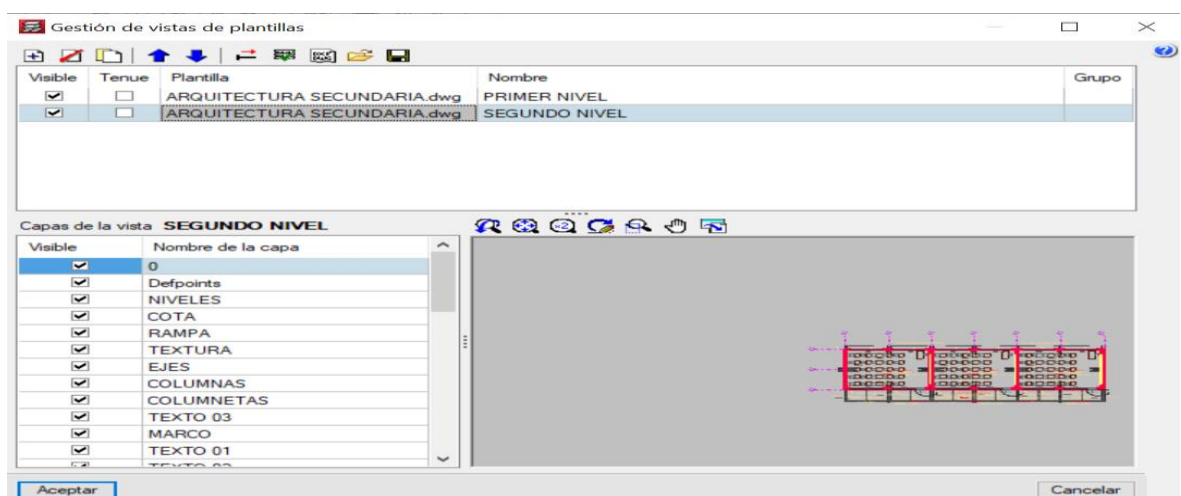 Gestión de vistas de plantillas
Visible Tenue Plantilla Nombre Grupo
ARQUITECTURA SECUNDARIA.dwg PRIMER NIVEL
ARQUITECTURA SECUNDARIA.dwg SEGUNDO NIVEL
Capas de la vista SEGUNDO NIVEL
Visible Nombre de la capa
0
Defpoints
NIVELES
COTA
RAMPA
TEXTURA
EJES
COLUMNAS
COLUMNETAS
TEXTO 03
MARCO
TEXTO 01
Aceptar Cancelar